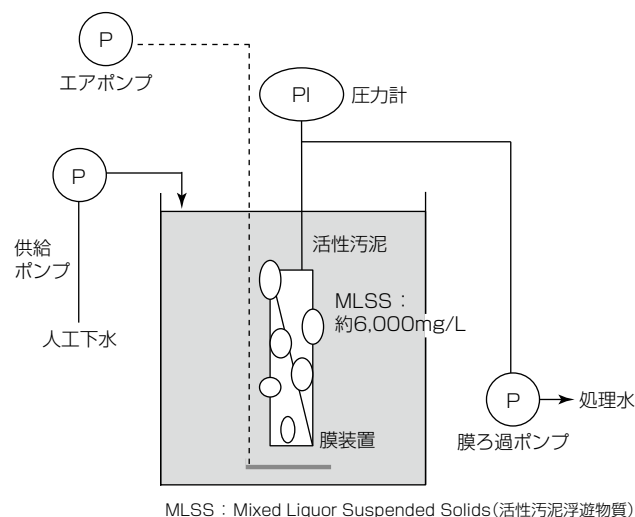 P
エアポンプ
PI
圧力計
P
供給
ポンプ
人工下水
活性汚泥
MLSS：
約6,000mg/L
膜装置
P
処理水
膜ろ過ポンプ
MLSS：Mixed Liquor Suspended Solids(活性汚泥浮遊物質)